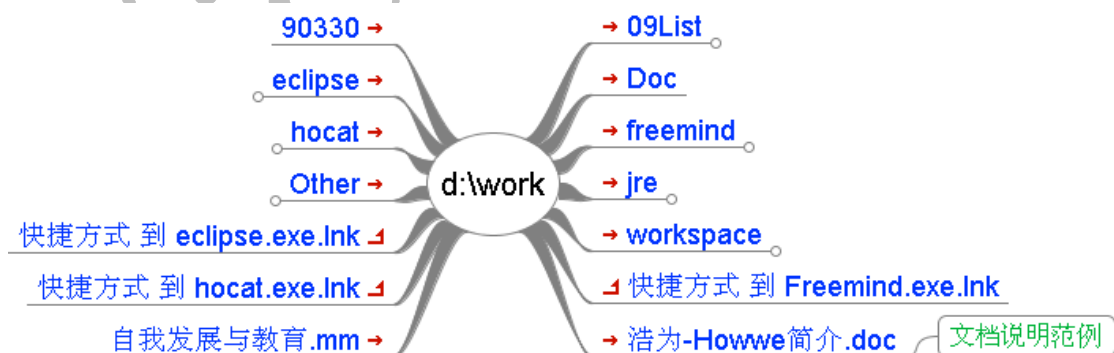 90330
eclipse
hocat
Other
快捷方式 到 eclipse.exe.lnk
快捷方式 到 hocat.exe.lnk
自我发展与教育.mm
d:\work
09List
Doc
freemind
jre
workspace
快捷方式 到 Freemind.exe.lnk
浩为-Howwe简介.doc
文档说明范例